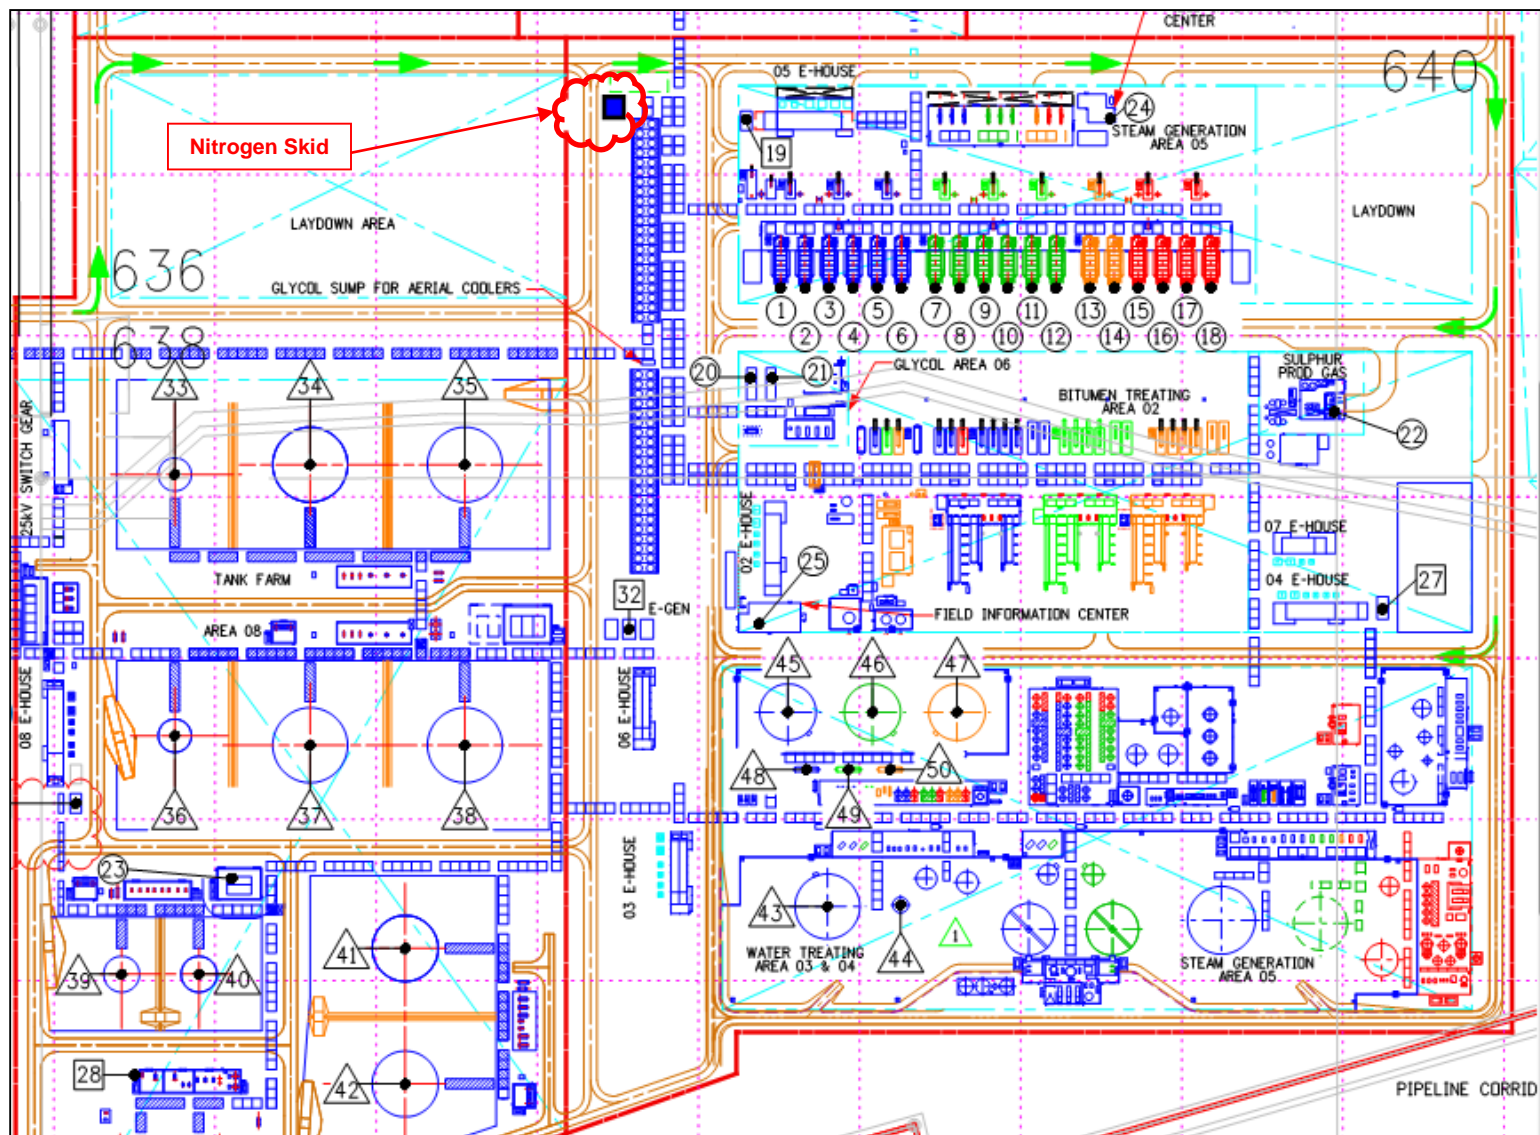 CENTER
640
05 E-HOUSE
24
STEAM GENERATION
AREA 05
Nitrogen Skid
19
LAYDOWN AREA
LAYDOWN
636
GLYCOL SUMP FOR AERIAL COOLERS
1
3
5
7
9
11
13
15
17
2
4
6
8
10
12
14
16
18
638
33
34
35
20
21
GLYCOL AREA 06
SULPHUR
PROD GAS
BITUMEN TREATING
AREA 02
22
25kV SWITCH GEAR
02 E-HOUSE
07 E-HOUSE
25
04 E-HOUSE
27
TANK FARM
32
E-GEN
FIELD INFORMATION CENTER
AREA 08
45
46
47
08 E-HOUSE
06 E-HOUSE
48
50
36
37
38
49
23
03 E-HOUSE
43
44
1
41
WATER TREATING
AREA 03 & 04
STEAM GENERATION
AREA 05
39
40
28
42
PIPELINE CORRID